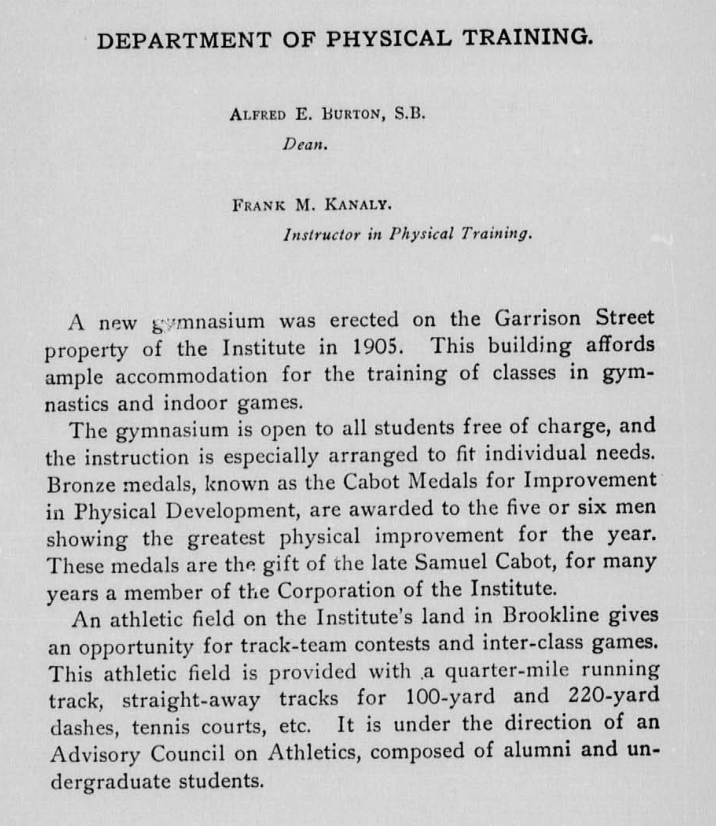 DEPARTMENT OF PHYSICAL TRAINING.
ALFRED E. BURTON, S.B.
Dean.
FRANK M. KANALY.
Instructor in Physical Training.
A new gymnasium was erected on the Garrison Street
property of the Institute in 1905. This building affords
ample accommodation for the training of classes in gym-
nastics and indoor games.
The gymnasium is open to all students free of charge, and
the instruction is especially arranged to fit individual needs.
Bronze medals, known as the Cabot Medals for Improvement
in Physical Development, are awarded to the five or six men
showing the greatest physical improvement for the year.
These medals are the gift of the late Samuel Cabot, for many
years a member of the Corporation of the Institute.
An athletic field on the Institute's land in Brookline gives
an opportunity for track-team contests and inter-class games.
This athletic field is provided with a quarter-mile running
track, straight-away tracks for 100-yard and 220-yard
dashes, tennis courts, etc. It is under the direction of an
Advisory Council on Athletics, composed of alumni and un-
dergraduate students.